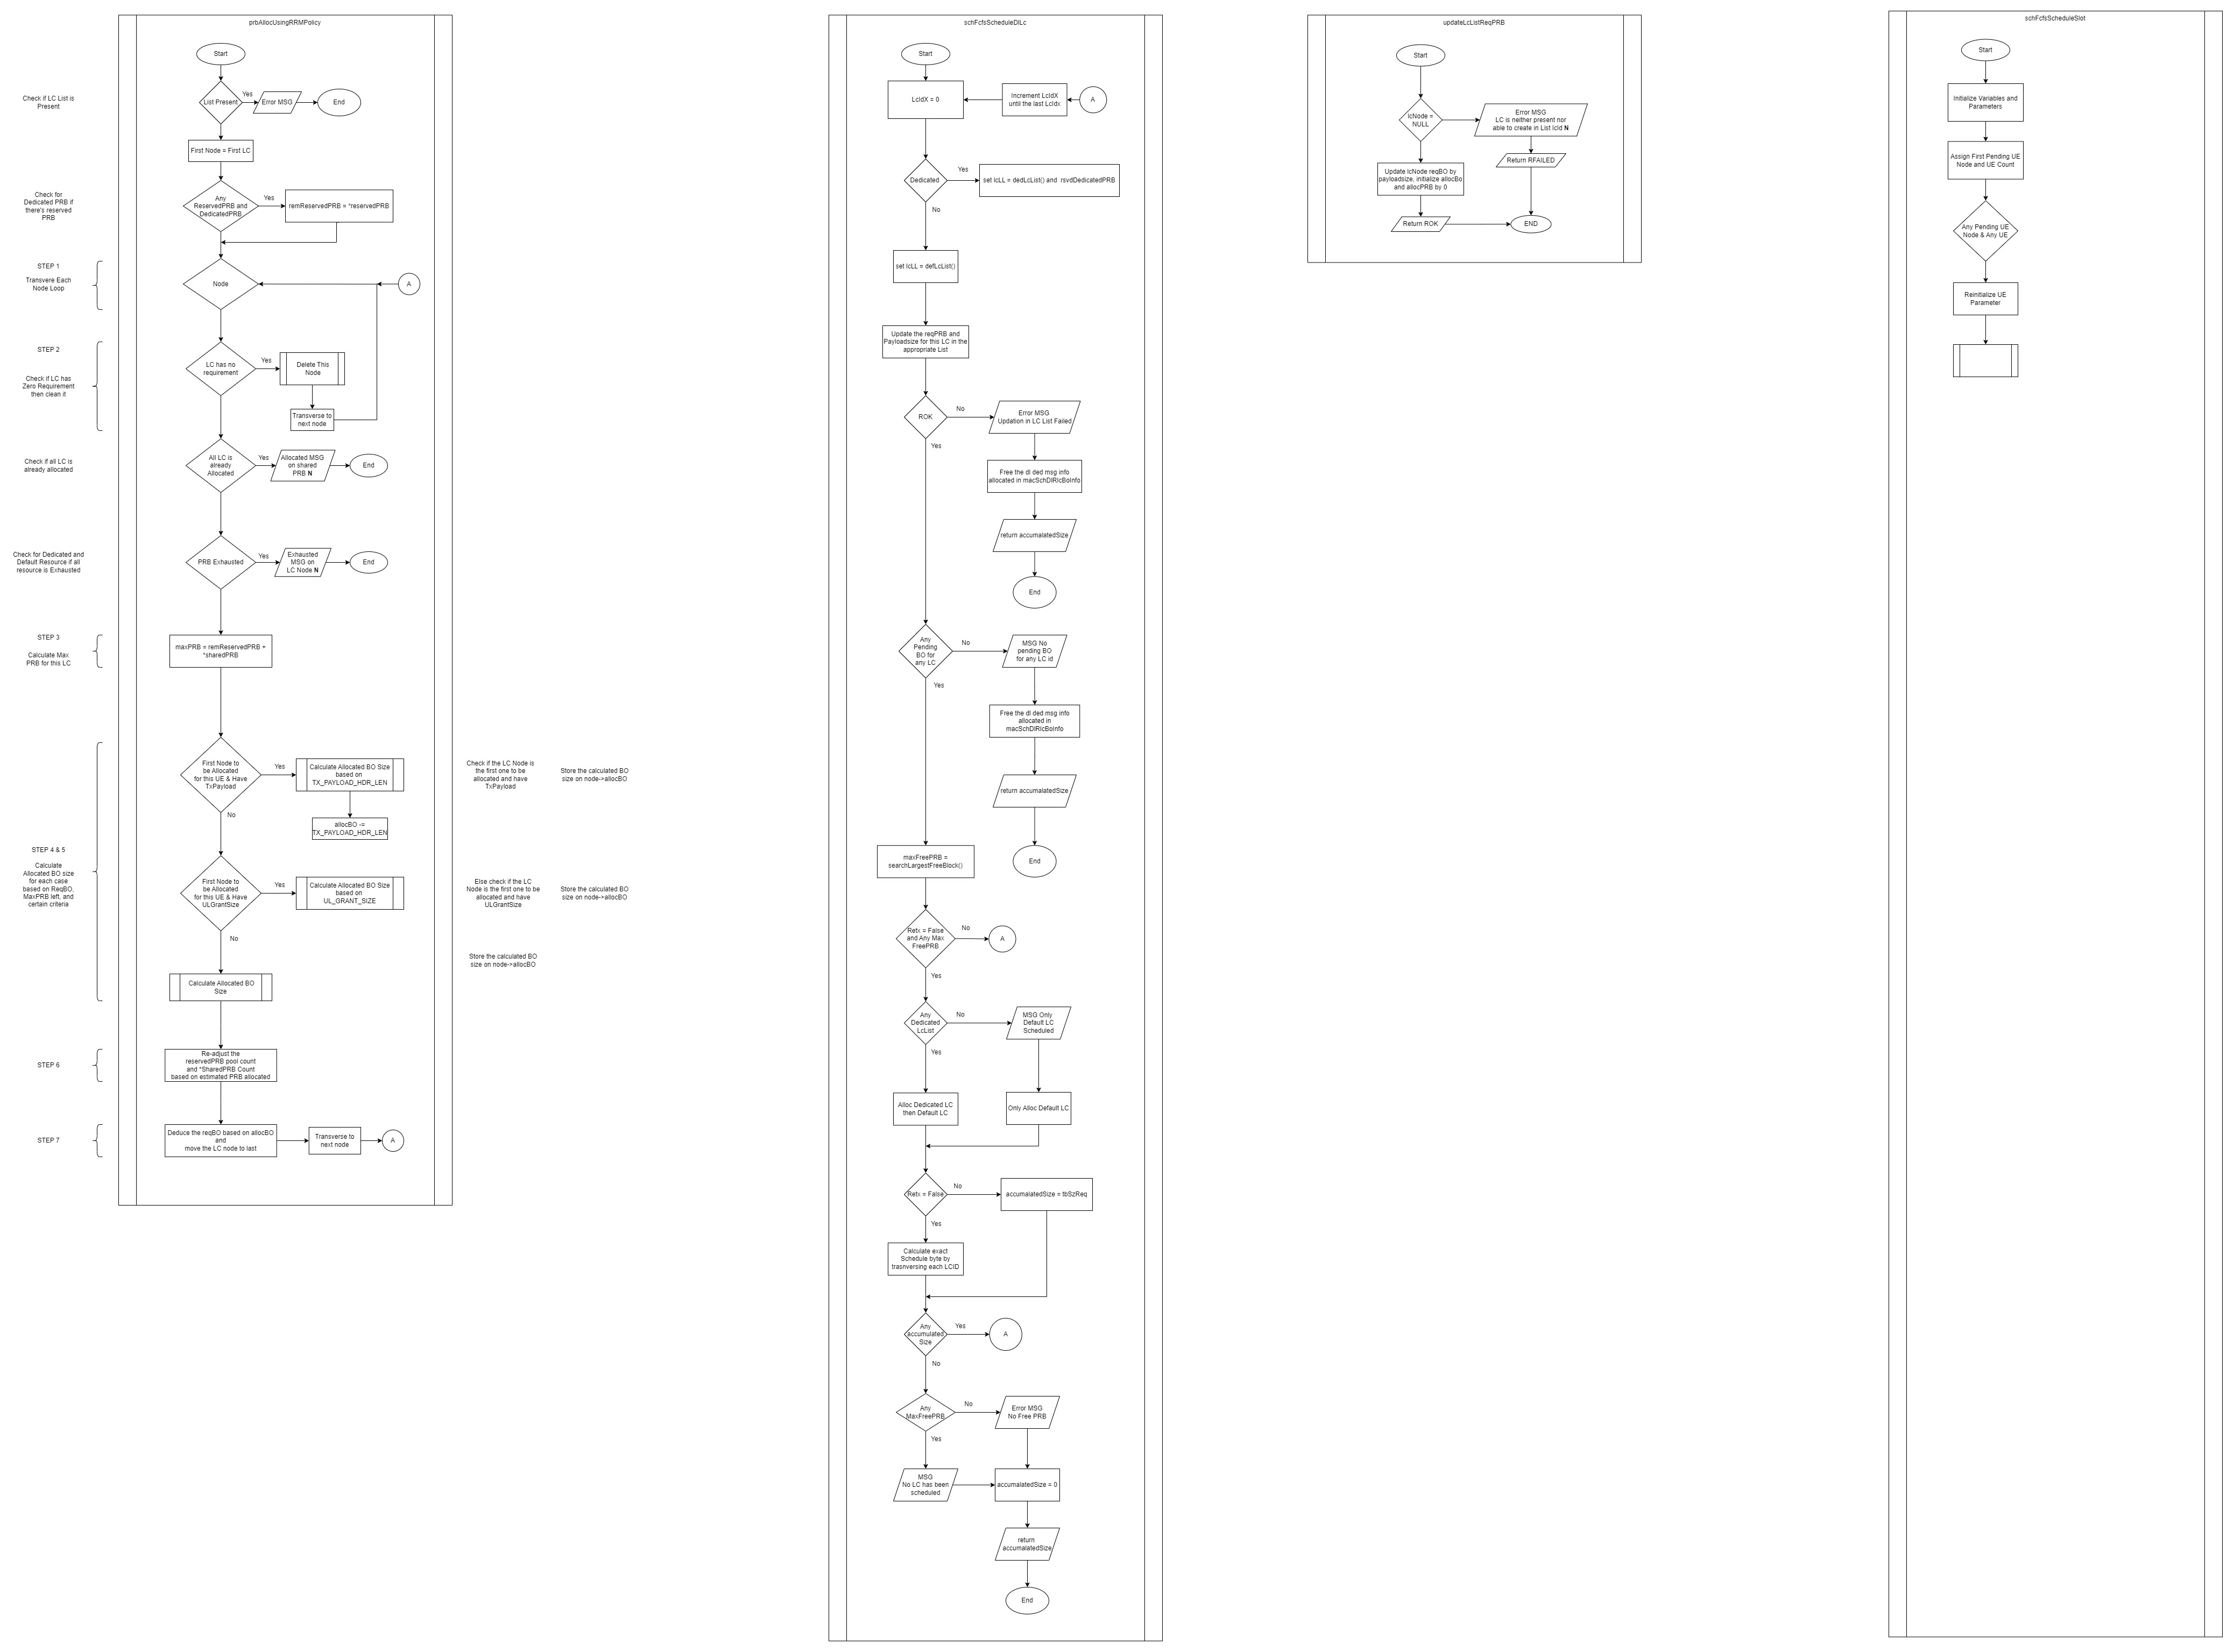 prbAllocUsingRRMPolicy
Start
Check if LC List is
Present
List Present
Yes
Error MSG
End
First Node = First LC
Check for
Dedicated PRB if
there's reserved
PRB
Any
ReservedPRB and
DedicatedPRB
Yes
remReservedPRB = *reservedPRB
STEP 1
Transvere Each
Node Loop
Node
A
STEP 2
Check if LC has
Zero Requirement
then clean it
LC has no
requirement
Yes
Delete This
Node
Transverse to
next node
Check if all LC is
already allocated
All LC is
already
Allocated
Yes
Allocated MSG
on shared
PRB N
End
Check for Dedicated and
Default Resource if all
resource is Exhausted
PRB Exhausted
Yes
Exhausted
MSG on
LC Node N
End
STEP 3
Calculate Max
PRB for this LC
maxPRB = remReservedPRB +
*sharedPRB
First Node to
be Allocated
for this UE & Have
TxPayload
Yes
Calculate Allocated BO Size
based on
TX_PAYLOAD_HDR_LEN
Check if the LC Node is
the first one to be
allocated and have
TxPayload
Store the calculated BO
size on node->allocBO
No
allocBO -=
TX_PAYLOAD_HDR_LEN
STEP 4 & 5
Calculate
Allocated BO size
for each case
based on ReqBO,
MaxPRB left, and
certain criteria
First Node to
be Allocated
for this UE & Have
ULGrantSize
Yes
Calculate Allocated BO Size
based on
UL_GRANT_SIZE
Else check if the LC
Node is the first one to be
allocated and have
ULGrantSize
Store the calculated BO
size on node->allocBO
No
Store the calculated BO
size on node->allocBO
Calculate Allocated BO
Size
STEP 6
Re-adjust the
reservedPRB pool count
and *SharedPRB Count
based on estimated PRB allocated
STEP 7
Deduce the reqBO based on allocBO
and
move the LC node to last
Transverse to
next node
A
schFcfsScheduleDlLc
Start
LcIdX = 0
Increment LcIdX
until the last LcIdx
A
Dedicated
Yes
set lcLL = dedLcList() and  rsvdDedicatedPRB
No
set lcLL = defLcList()
Update the reqPRB and
Payloadsize for this LC in the
appropriate List
ROK
No
Error MSG
Updation in LC List Failed
Yes
Free the dl ded msg info
allocated in macSchDlRlcBoInfo
return accumalatedSize
End
Any
Pending
BO for
any LC
No
MSG No
pending BO
for any LC id
Yes
Free the dl ded msg info
allocated in
macSchDlRlcBoInfo
return accumalatedSize
End
maxFreePRB =
searchLargestFreeBlock()
Retx = False
and Any Max
FreePRB
No
A
Yes
Any
Dedicated
LcList
No
MSG Only
Default LC
Scheduled
Yes
Alloc Dedicated LC
then Default LC
Only Alloc Default LC
Retx = False
No
accumalatedSize = tbSzReq
Yes
Calculate exact
Schedule byte by
trasnversing each LCID
Any
accumulated
Size
Yes
A
No
Any
MaxFreePRB
No
Error MSG
No Free PRB
Yes
MSG
No LC has been
scheduled
accumalatedSize = 0
return
accumalatedSize
End
updateLcListReqPRB
Start
lcNode =
NULL
Error MSG
LC is neither present nor
able to create in List lcId N
Return RFAILED
Update lcNode reqBO by
payloadsize, initialize allocBo
and allocPRB by 0
Return ROK
END
schFcfsScheduleSlot
Start
Initialize Variables and
Parameters
Assign First Pending UE
Node and UE Count
Any Pending UE
Node & Any UE
Reinitialize UE
Parameter